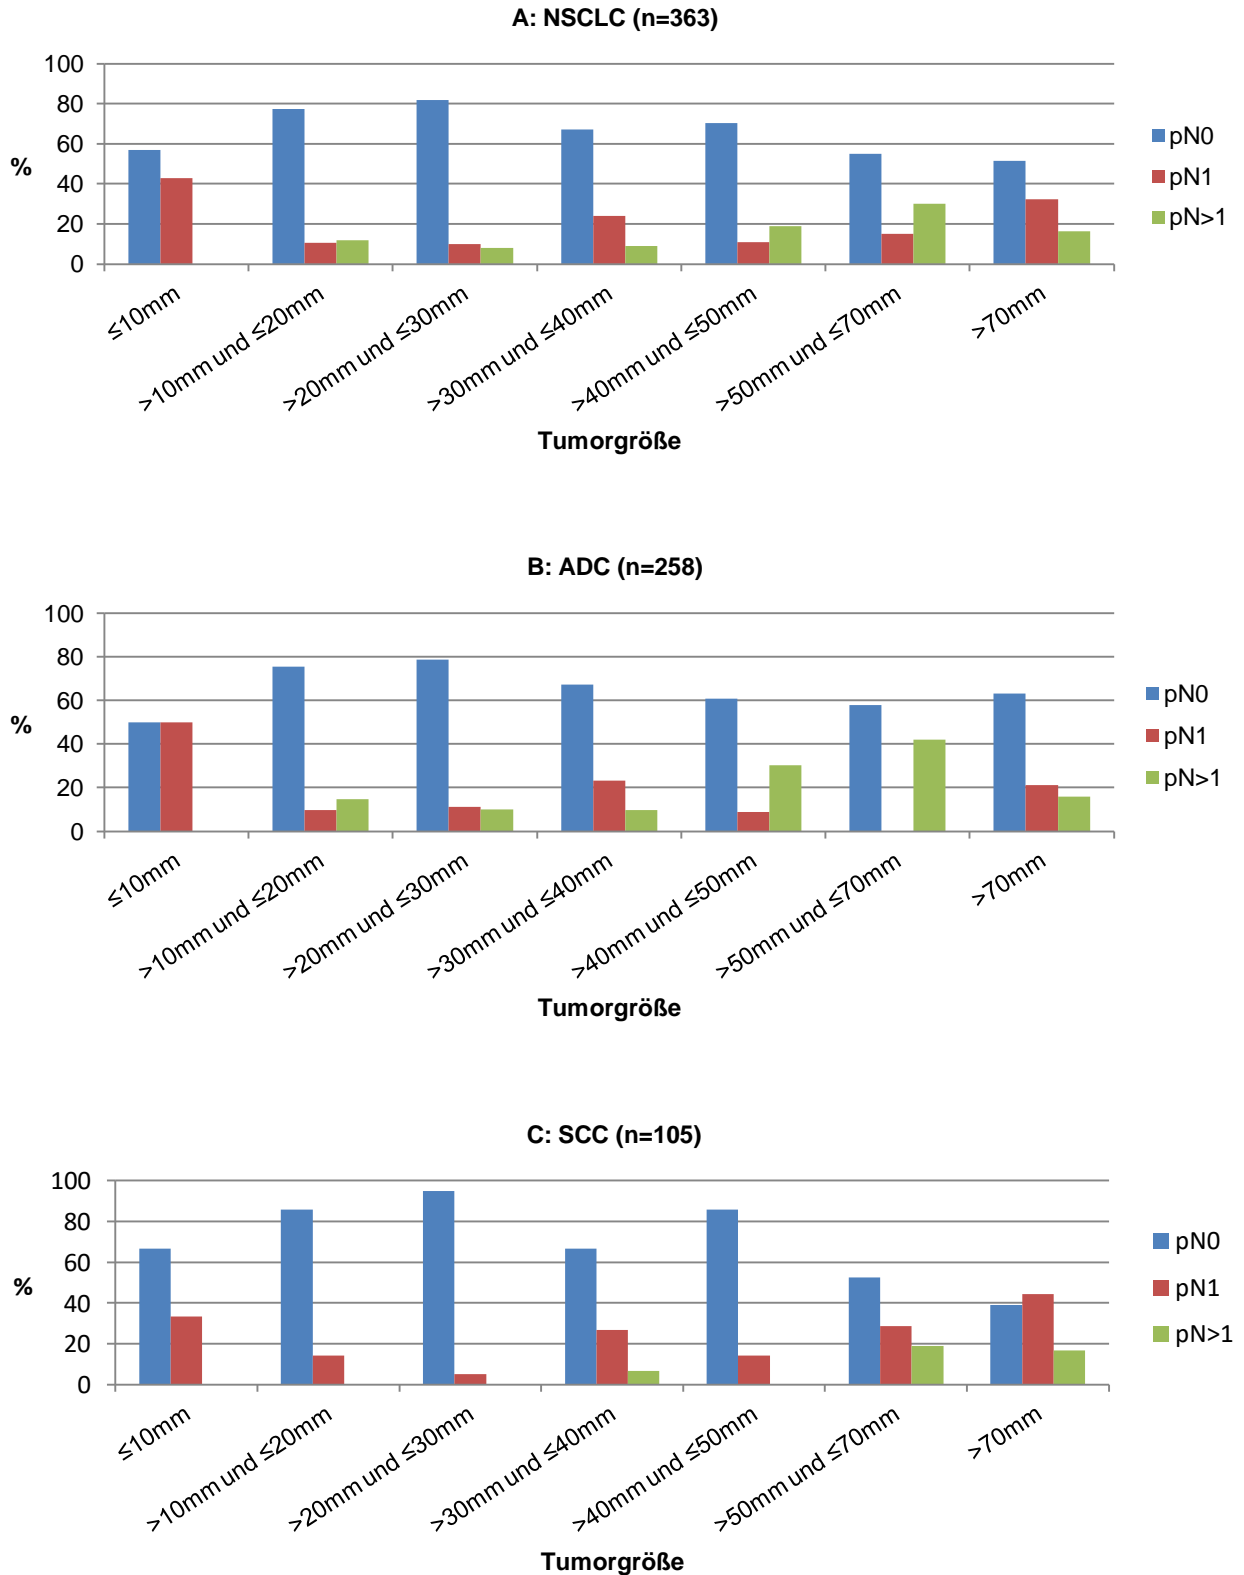 A: NSCLC (n=363)
100
80
60
40
20
0
%
≤10mm
>10mm und ≤20mm
>20mm und ≤30mm
>30mm und ≤40mm
>40mm und ≤50mm
>50mm und ≤70mm
>70mm
Tumorgröße
pN0
pN1
pN>1
B: ADC (n=258)
100
80
60
40
20
0
%
≤10mm
>10mm und ≤20mm
>20mm und ≤30mm
>30mm und ≤40mm
>40mm und ≤50mm
>50mm und ≤70mm
>70mm
Tumorgröße
pN0
pN1
pN>1
C: SCC (n=105)
100
80
60
40
20
0
%
≤10mm
>10mm und ≤20mm
>20mm und ≤30mm
>30mm und ≤40mm
>40mm und ≤50mm
>50mm und ≤70mm
>70mm
Tumorgröße
pN0
pN1
pN>1